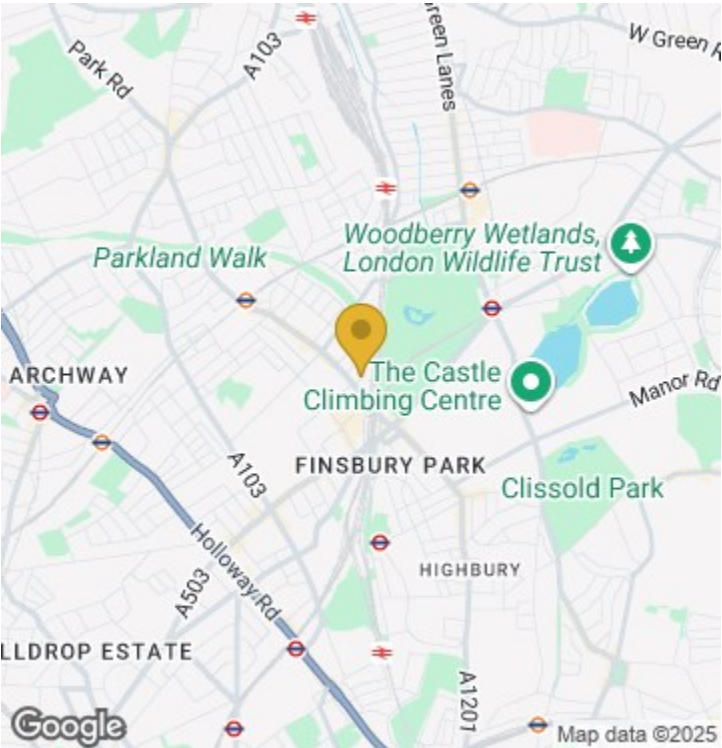 A103
Park Rd
Green Lanes
W Green R
Woodberry Wetlands,
London Wildlife Trust
Parkland Walk
ARCHWAY
The Castle
Climbing Centre
Manor Rd
FINSBURY PARK
A103
Clissold Park
Holloway Rd
A503
HIGHBURY
LLDROP ESTATE
A1201
Google
Map data ©2025